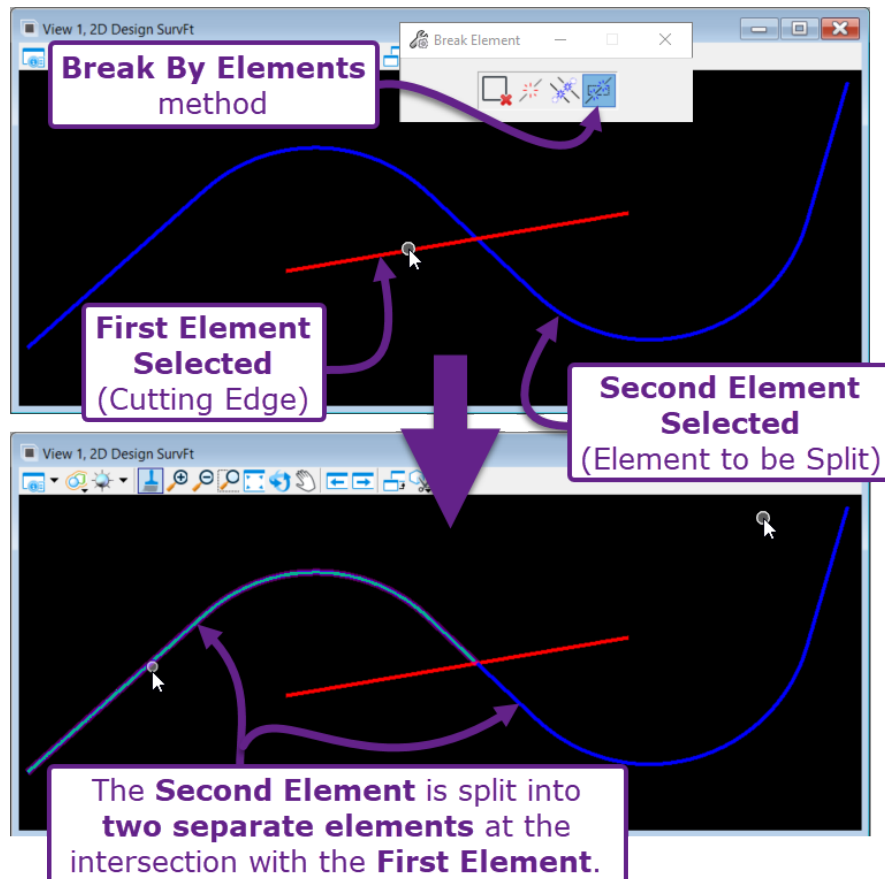 View 1, 2D Design SurvFt
Break Element
Break By Elements
method
First Element
Selected
(Cutting Edge)
Second Element
Selected
(Element to be Split)
View 1, 2D Design SurvFt
The Second Element is split into
two separate elements at the
intersection with the First Element.